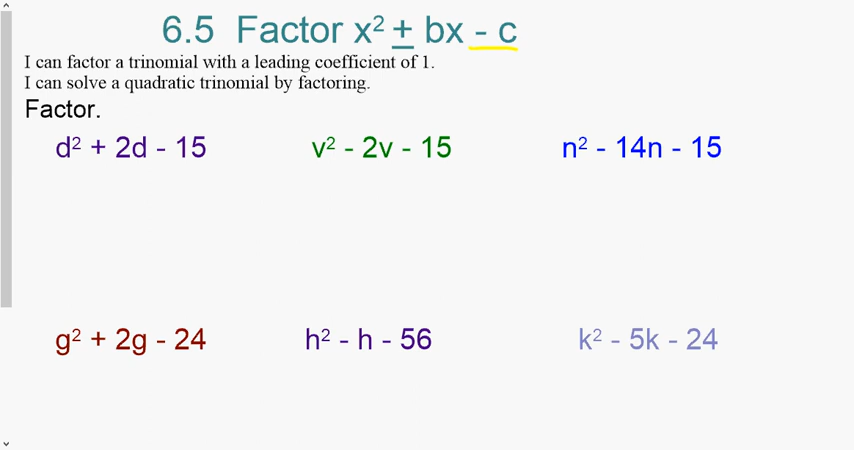 6.5 Factor x² ± bx - c
I can factor a trinomial with a leading coefficient of 1.
I can solve a quadratic trinomial by factoring.
Factor.
d² + 2d - 15 v² - 2v - 15 n² - 14n - 15
g² + 2g - 24 h² - h - 56 k² - 5k - 24